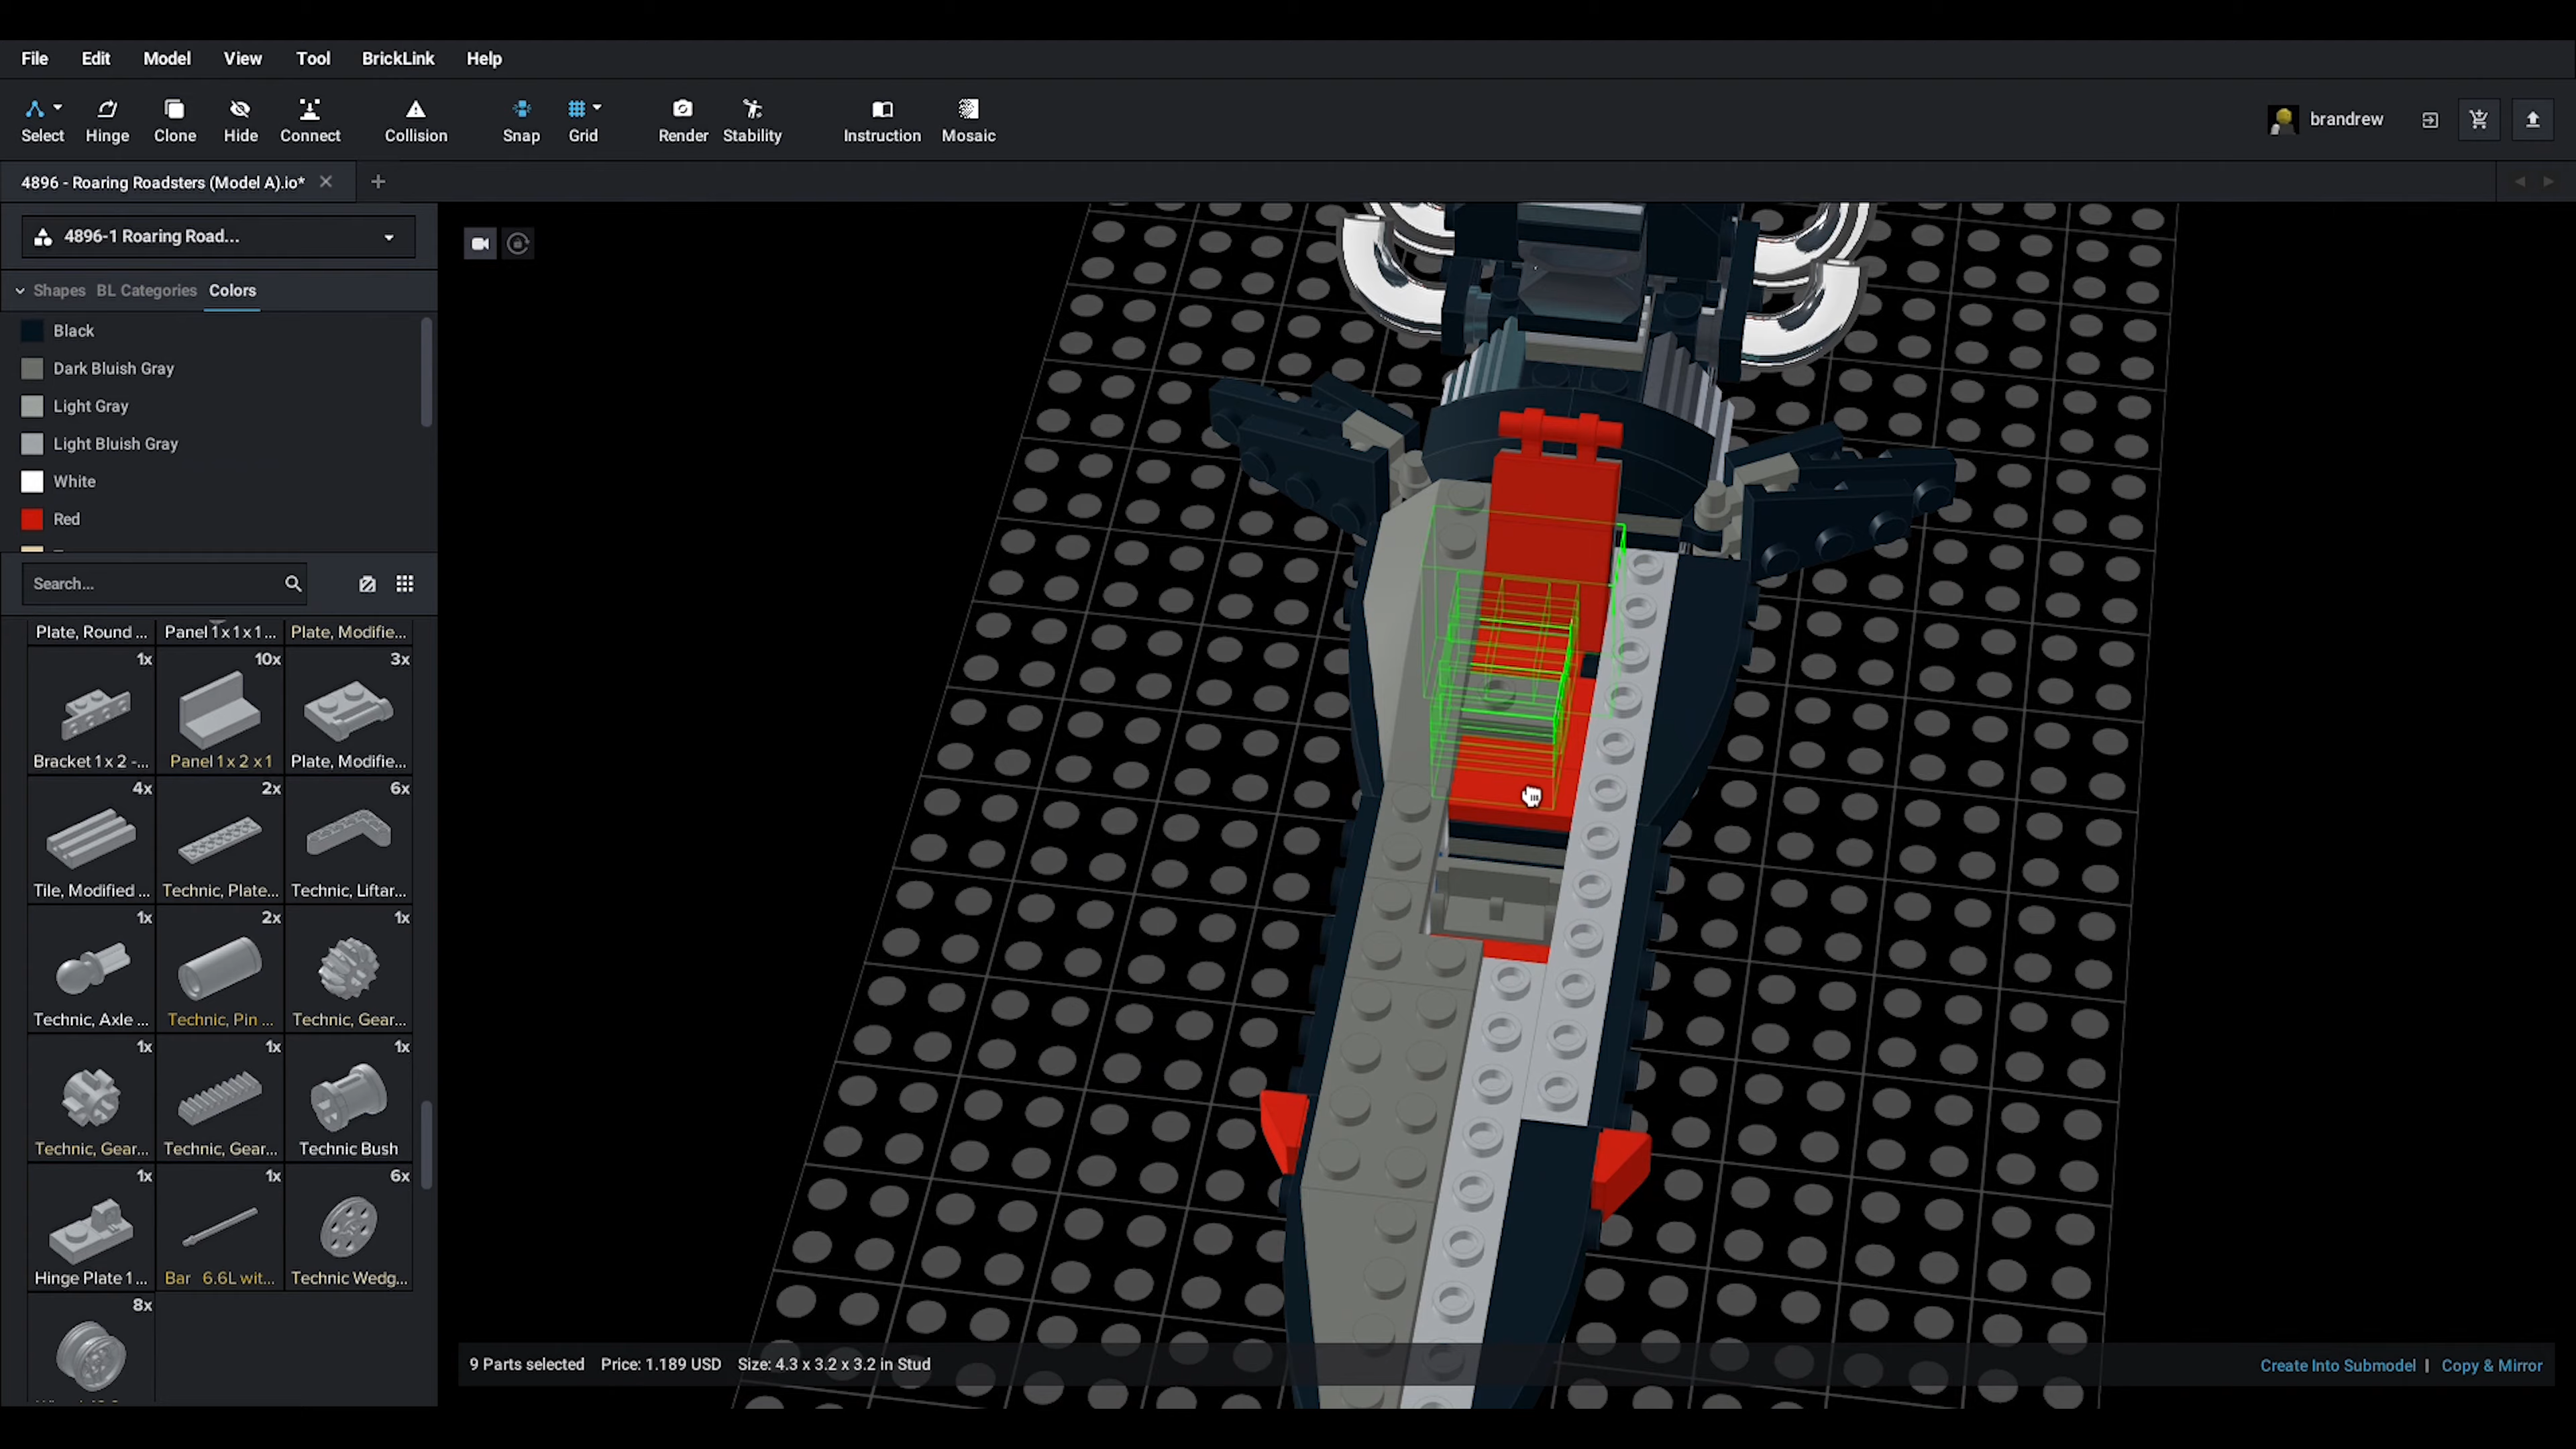 File Edit Model View Tool BrickLink Help
Select Hinge Clone Hide Connect Collision Snap Grid Render Stability Instruction Mosaic
brandrew
4896 - Roaring Roadsters (Model A).io*
4896-1 Roaring Road...
Shapes BL Categories Colors
Black
Dark Bluish Gray
Light Gray
Light Bluish Gray
White
Red
Search...
Plate, Round ... Panel 1 x 1 x 1... Plate, Modifie...
1x 10x 3x
Bracket 1 x 2 -... Panel 1 x 2 x 1 Plate, Modifie...
4x 2x 6x
Tile, Modified ... Technic, Plate... Technic, Liftar...
1x 2x 1x
Technic, Axle ... Technic, Pin ... Technic, Gear...
1x 1x 1x
Technic, Gear... Technic, Gear... Technic Bush
1x 1x 6x
Hinge Plate 1 ... Bar 6.6L wit... Technic Wedg...
8x
9 Parts selected Price: 1.189 USD Size: 4.3 x 3.2 x 3.2 in Stud
Create Into Submodel | Copy & Mirror